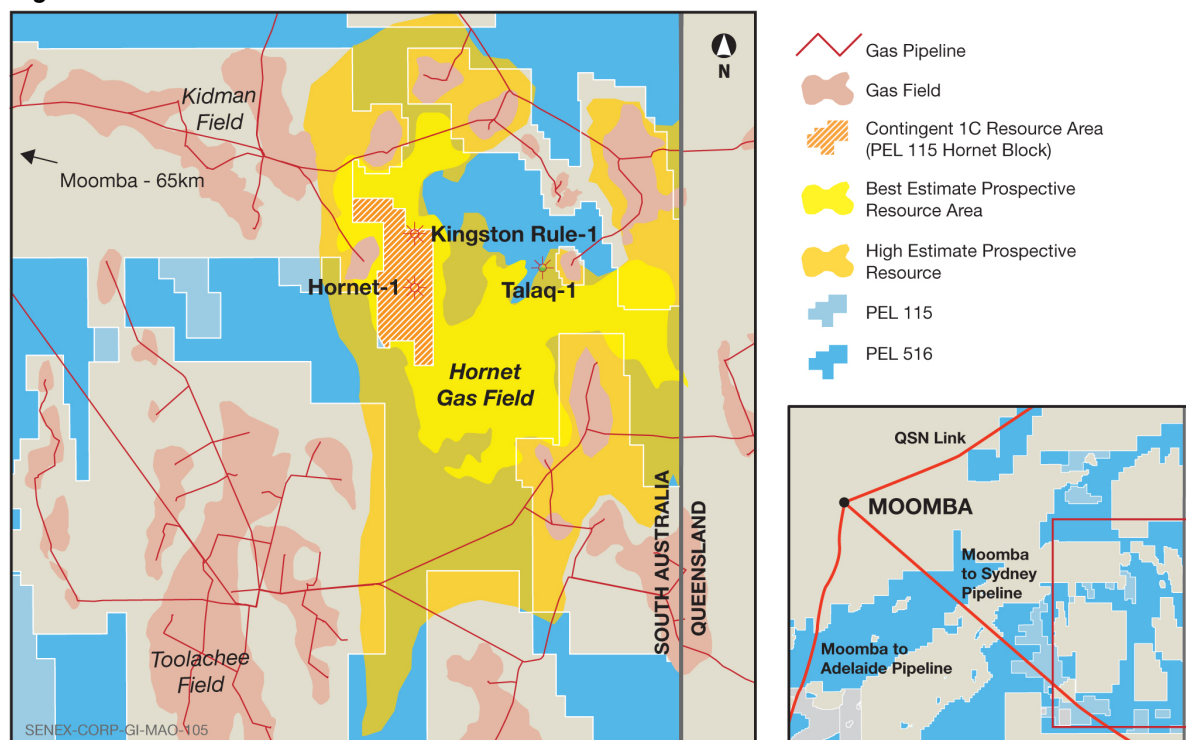 Kidman
Field
Moomba - 65km
Kingston Rule-1
Hornet-1
Talaq-1
Hornet
Gas Field
Toolachee
Field
SOUTH AUSTRALIA
QUEENSLAND
SENEX-CORP-GI-MAO-105
N
Gas Pipeline
Gas Field
Contingent 1C Resource Area
(PEL 115 Hornet Block)
Best Estimate Prospective
Resource Area
High Estimate Prospective
Resource
PEL 115
PEL 516
QSN Link
MOOMBA
Moomba
to Sydney
Pipeline
Moomba to
Adelaide Pipeline